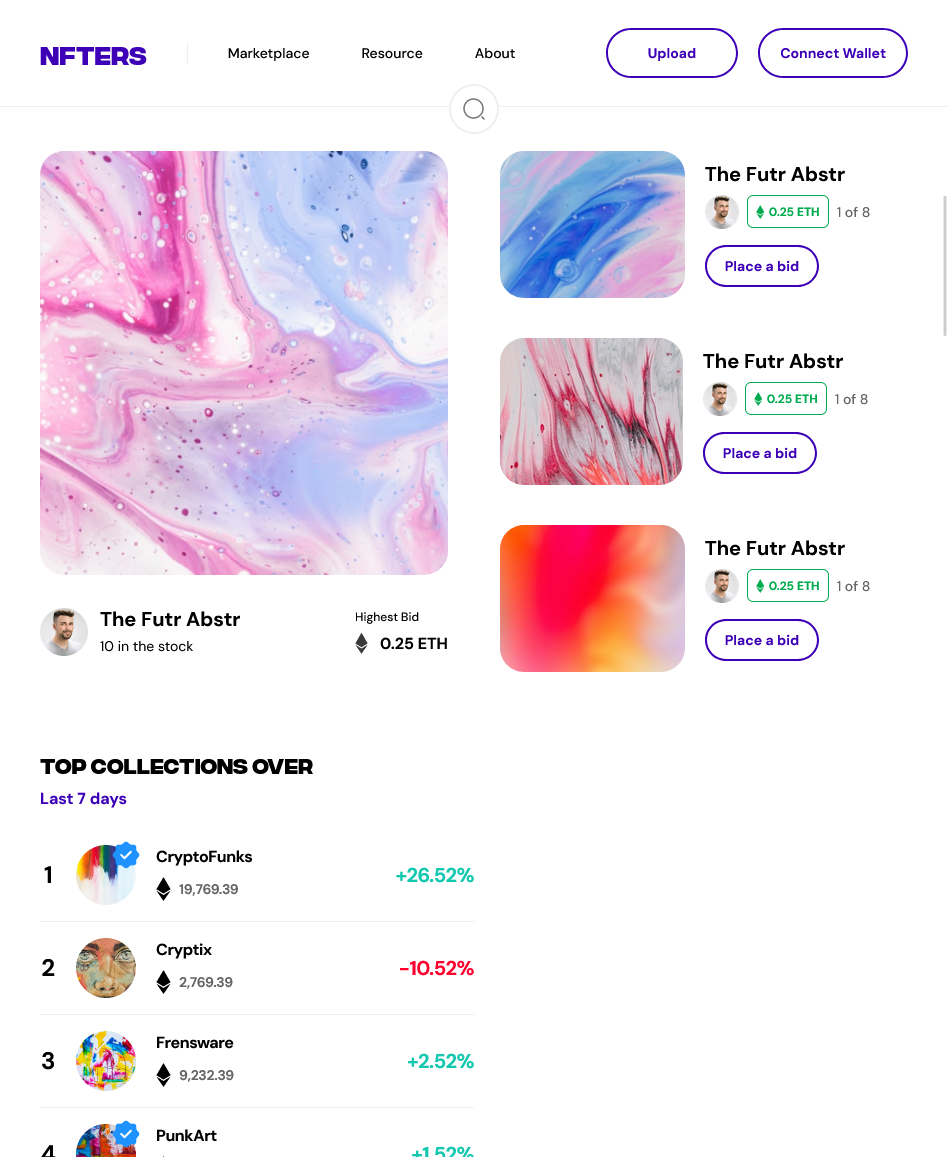 NFTERS
Marketplace
Resource
About
Upload
Connect Wallet
The Futr Abstr
10 in the stock
Highest Bid
0.25 ETH
The Futr Abstr
0.25 ETH
1 of 8
Place a bid
The Futr Abstr
0.25 ETH
1 of 8
Place a bid
The Futr Abstr
0.25 ETH
1 of 8
Place a bid
TOP COLLECTIONS OVER
Last 7 days
1
CryptoFunks
19,769.39
+26.52%
2
Cryptix
2,769.39
-10.52%
3
Frensware
9,232.39
+2.52%
4
PunkArt
+1.52%